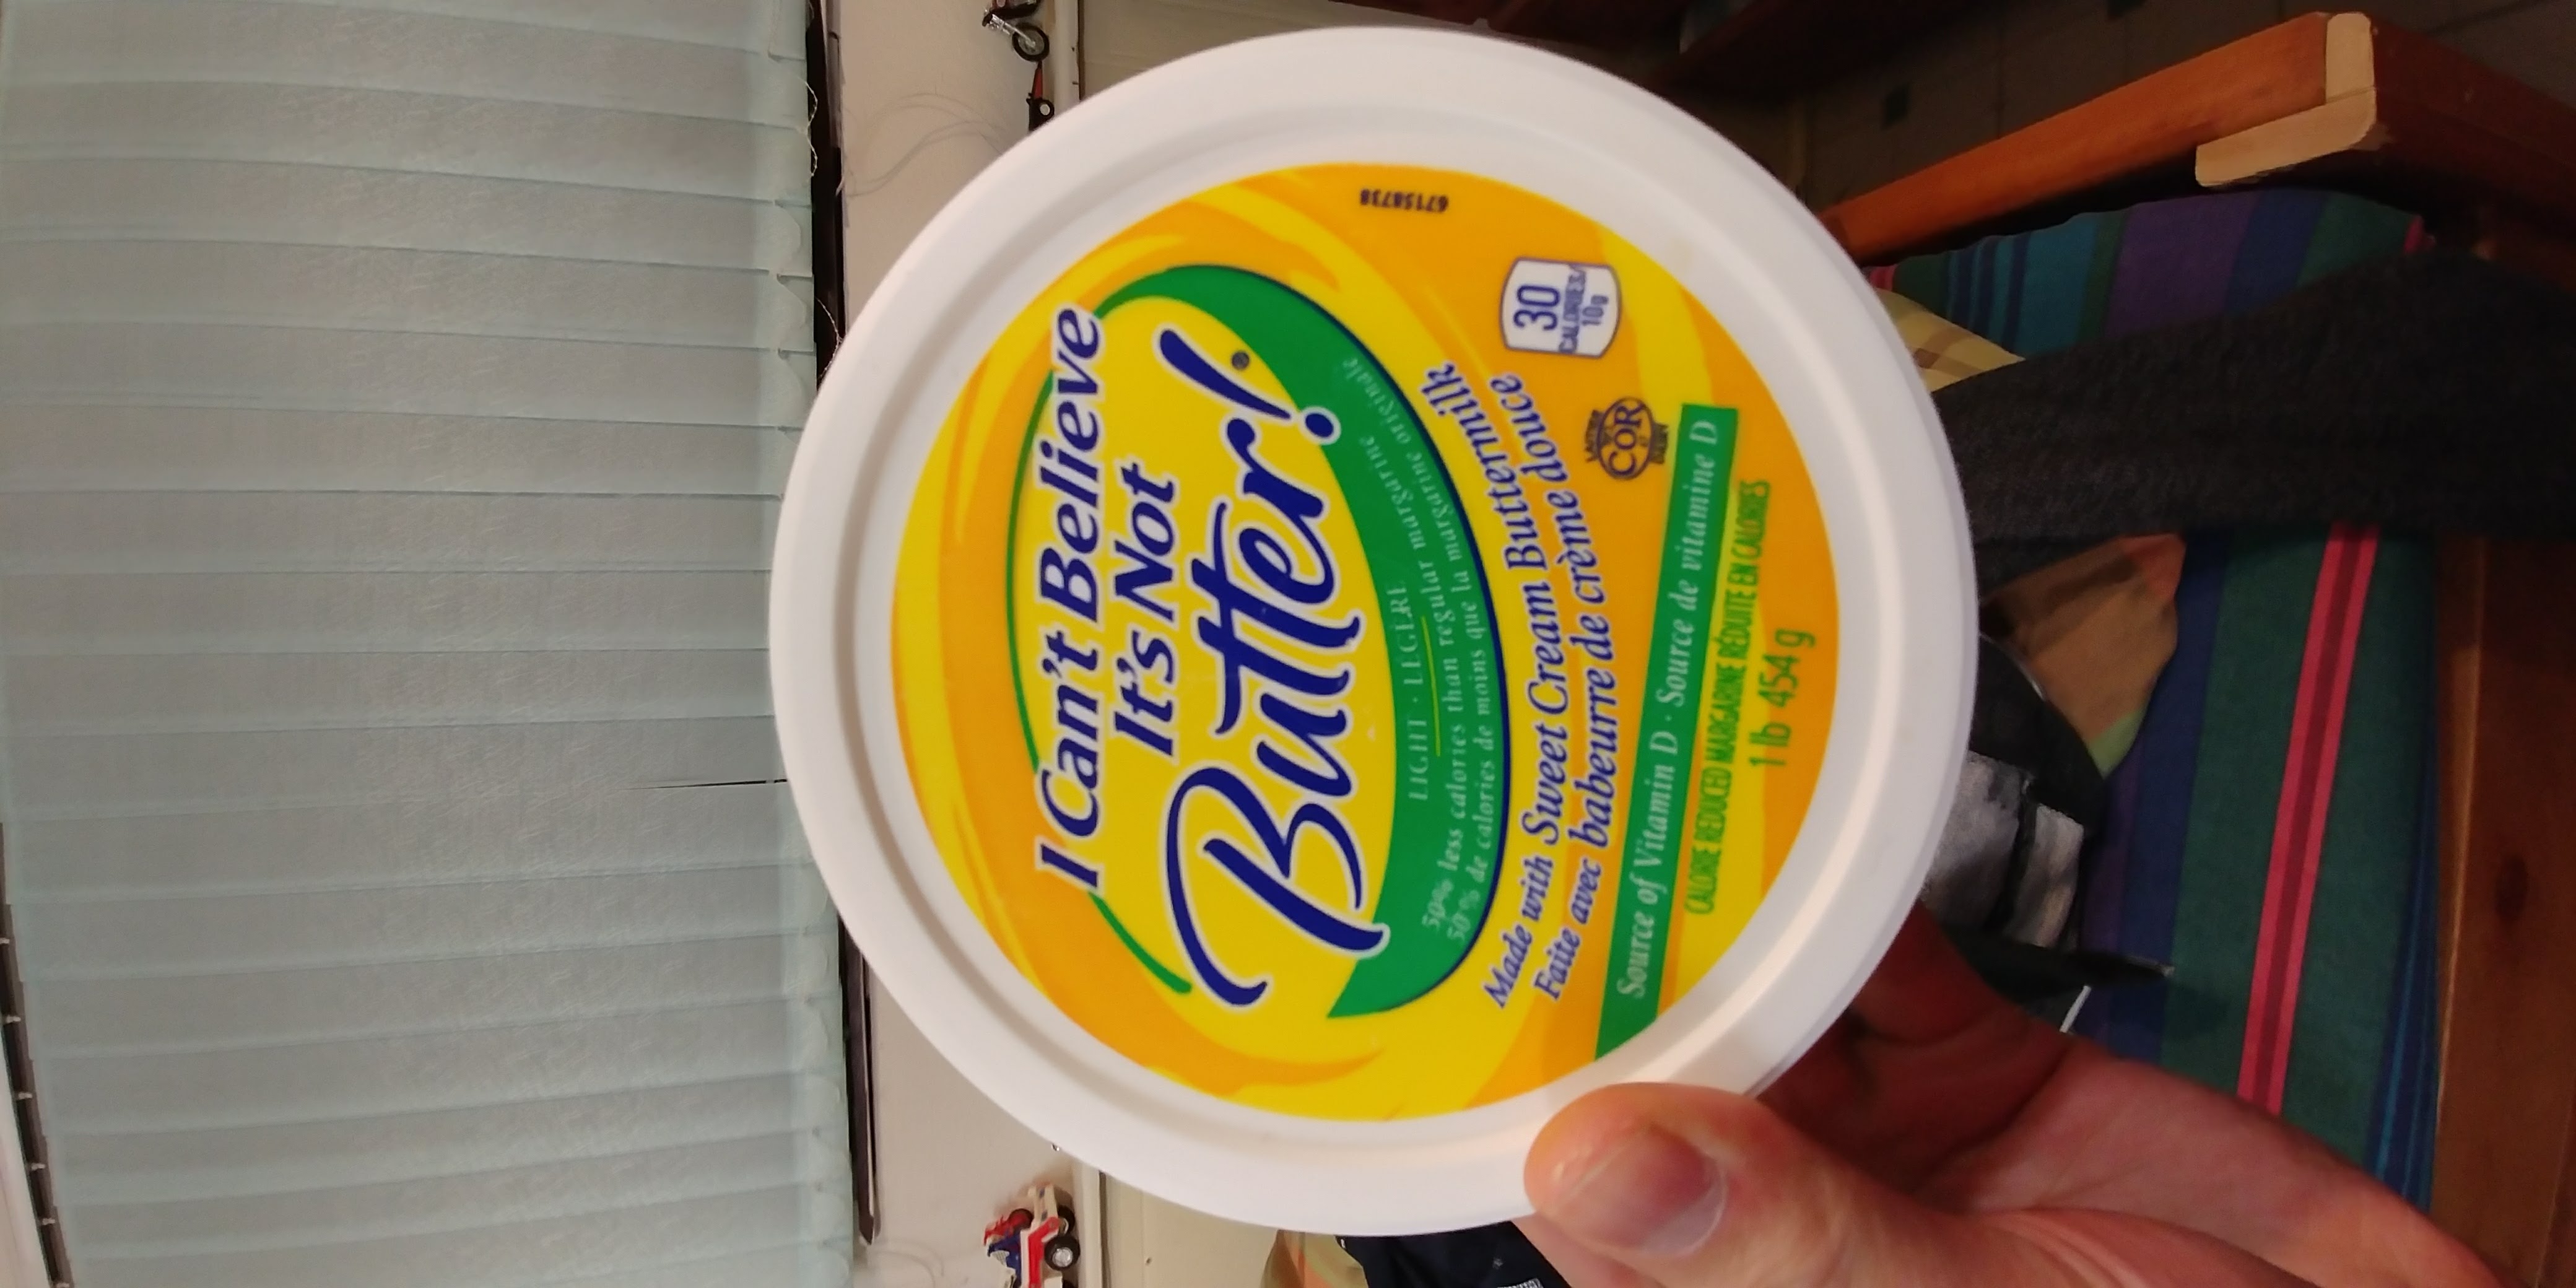 I Can't Believe
It's Not
Butter!
LIGHT · LÉGÈRE
50% less calories than regular margarine
50% de calories de moins que la margarine originale
Made with Sweet Cream Buttermilk
Faite avec babeurre de crème douce
67158738
30
CALORIES/
10g
COR
Source of Vitamin D · Source de vitamine D
CALORIE REDUCED MARGARINE RÉDUITE EN CALORIES
1 lb 454 g